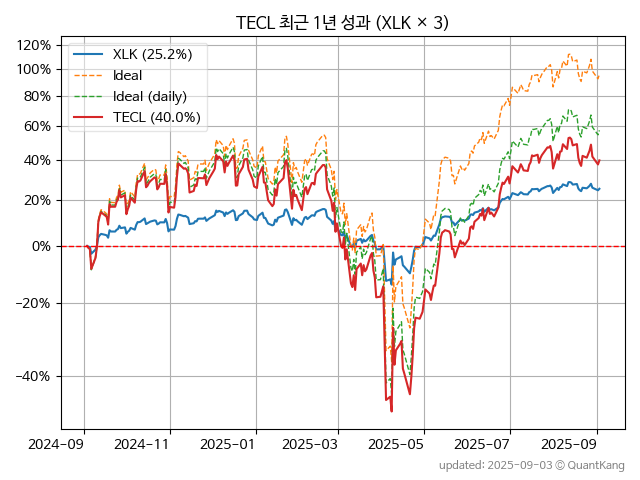 TECL 최근 1년 성과 (XLK × 3)
120%
100%
80%
60%
40%
20%
0%
−20%
−40%
XLK (25.2%)
Ideal
Ideal (daily)
TECL (40.0%)
2024-09
2024-11
2025-01
2025-03
2025-05
2025-07
2025-09
updated: 2025-09-03 ⓒ QuantKang